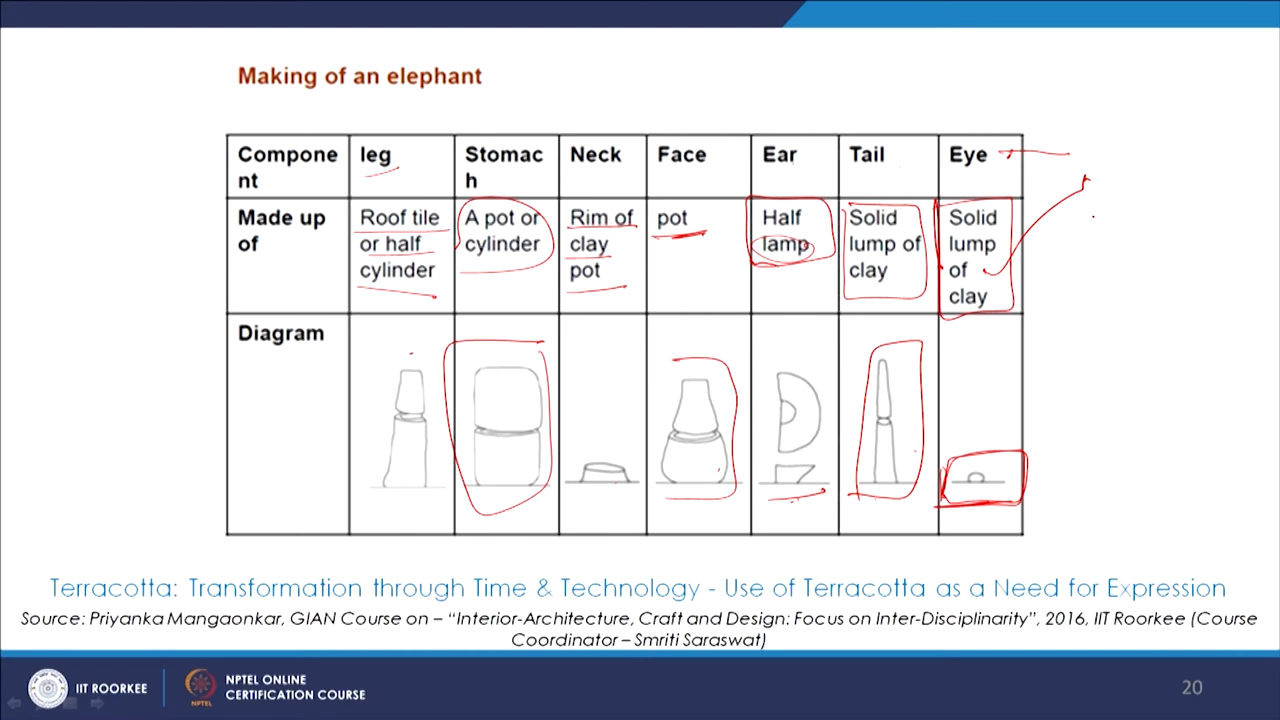 Making of an elephant
Compone
nt
leg
Stomac
h
Neck
Face
Ear
Tail
Eye
Made up
of
Roof tile
or half
cylinder
A pot or
cylinder
Rim of
clay
pot
pot
Half
lamp
Solid
lump of
clay
Solid
lump
of
clay
Diagram
Terracotta: Transformation through Time & Technology - Use of Terracotta as a Need for Expression
Source: Priyanka Mangaonkar, GIAN Course on – “Interior-Architecture, Craft and Design: Focus on Inter-Disciplinarity”, 2016, IIT Roorkee (Course
Coordinator – Smriti Saraswat)
IIT ROORKEE
NPTEL
NPTEL ONLINE
CERTIFICATION COURSE
20